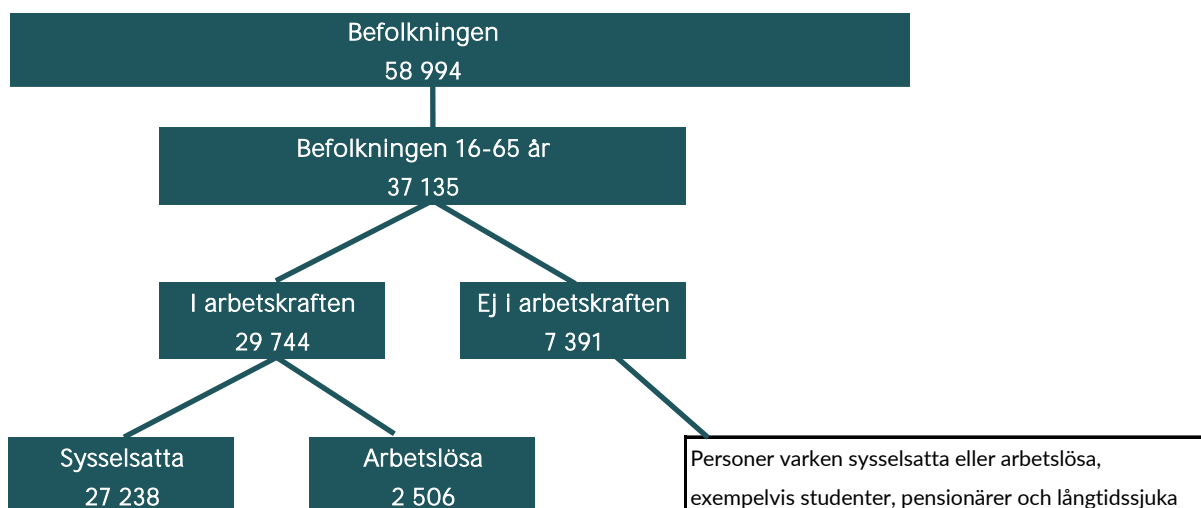 Befolkningen
58 994
Befolkningen 16-65 år
37 135
I arbetskraften
29 744
Ej i arbetskraften
7 391
Sysselsatta
27 238
Arbetslösa
2 506
Personer varken sysselsatta eller arbetslösa,
exempelvis studenter, pensionärer och långtidssjuka